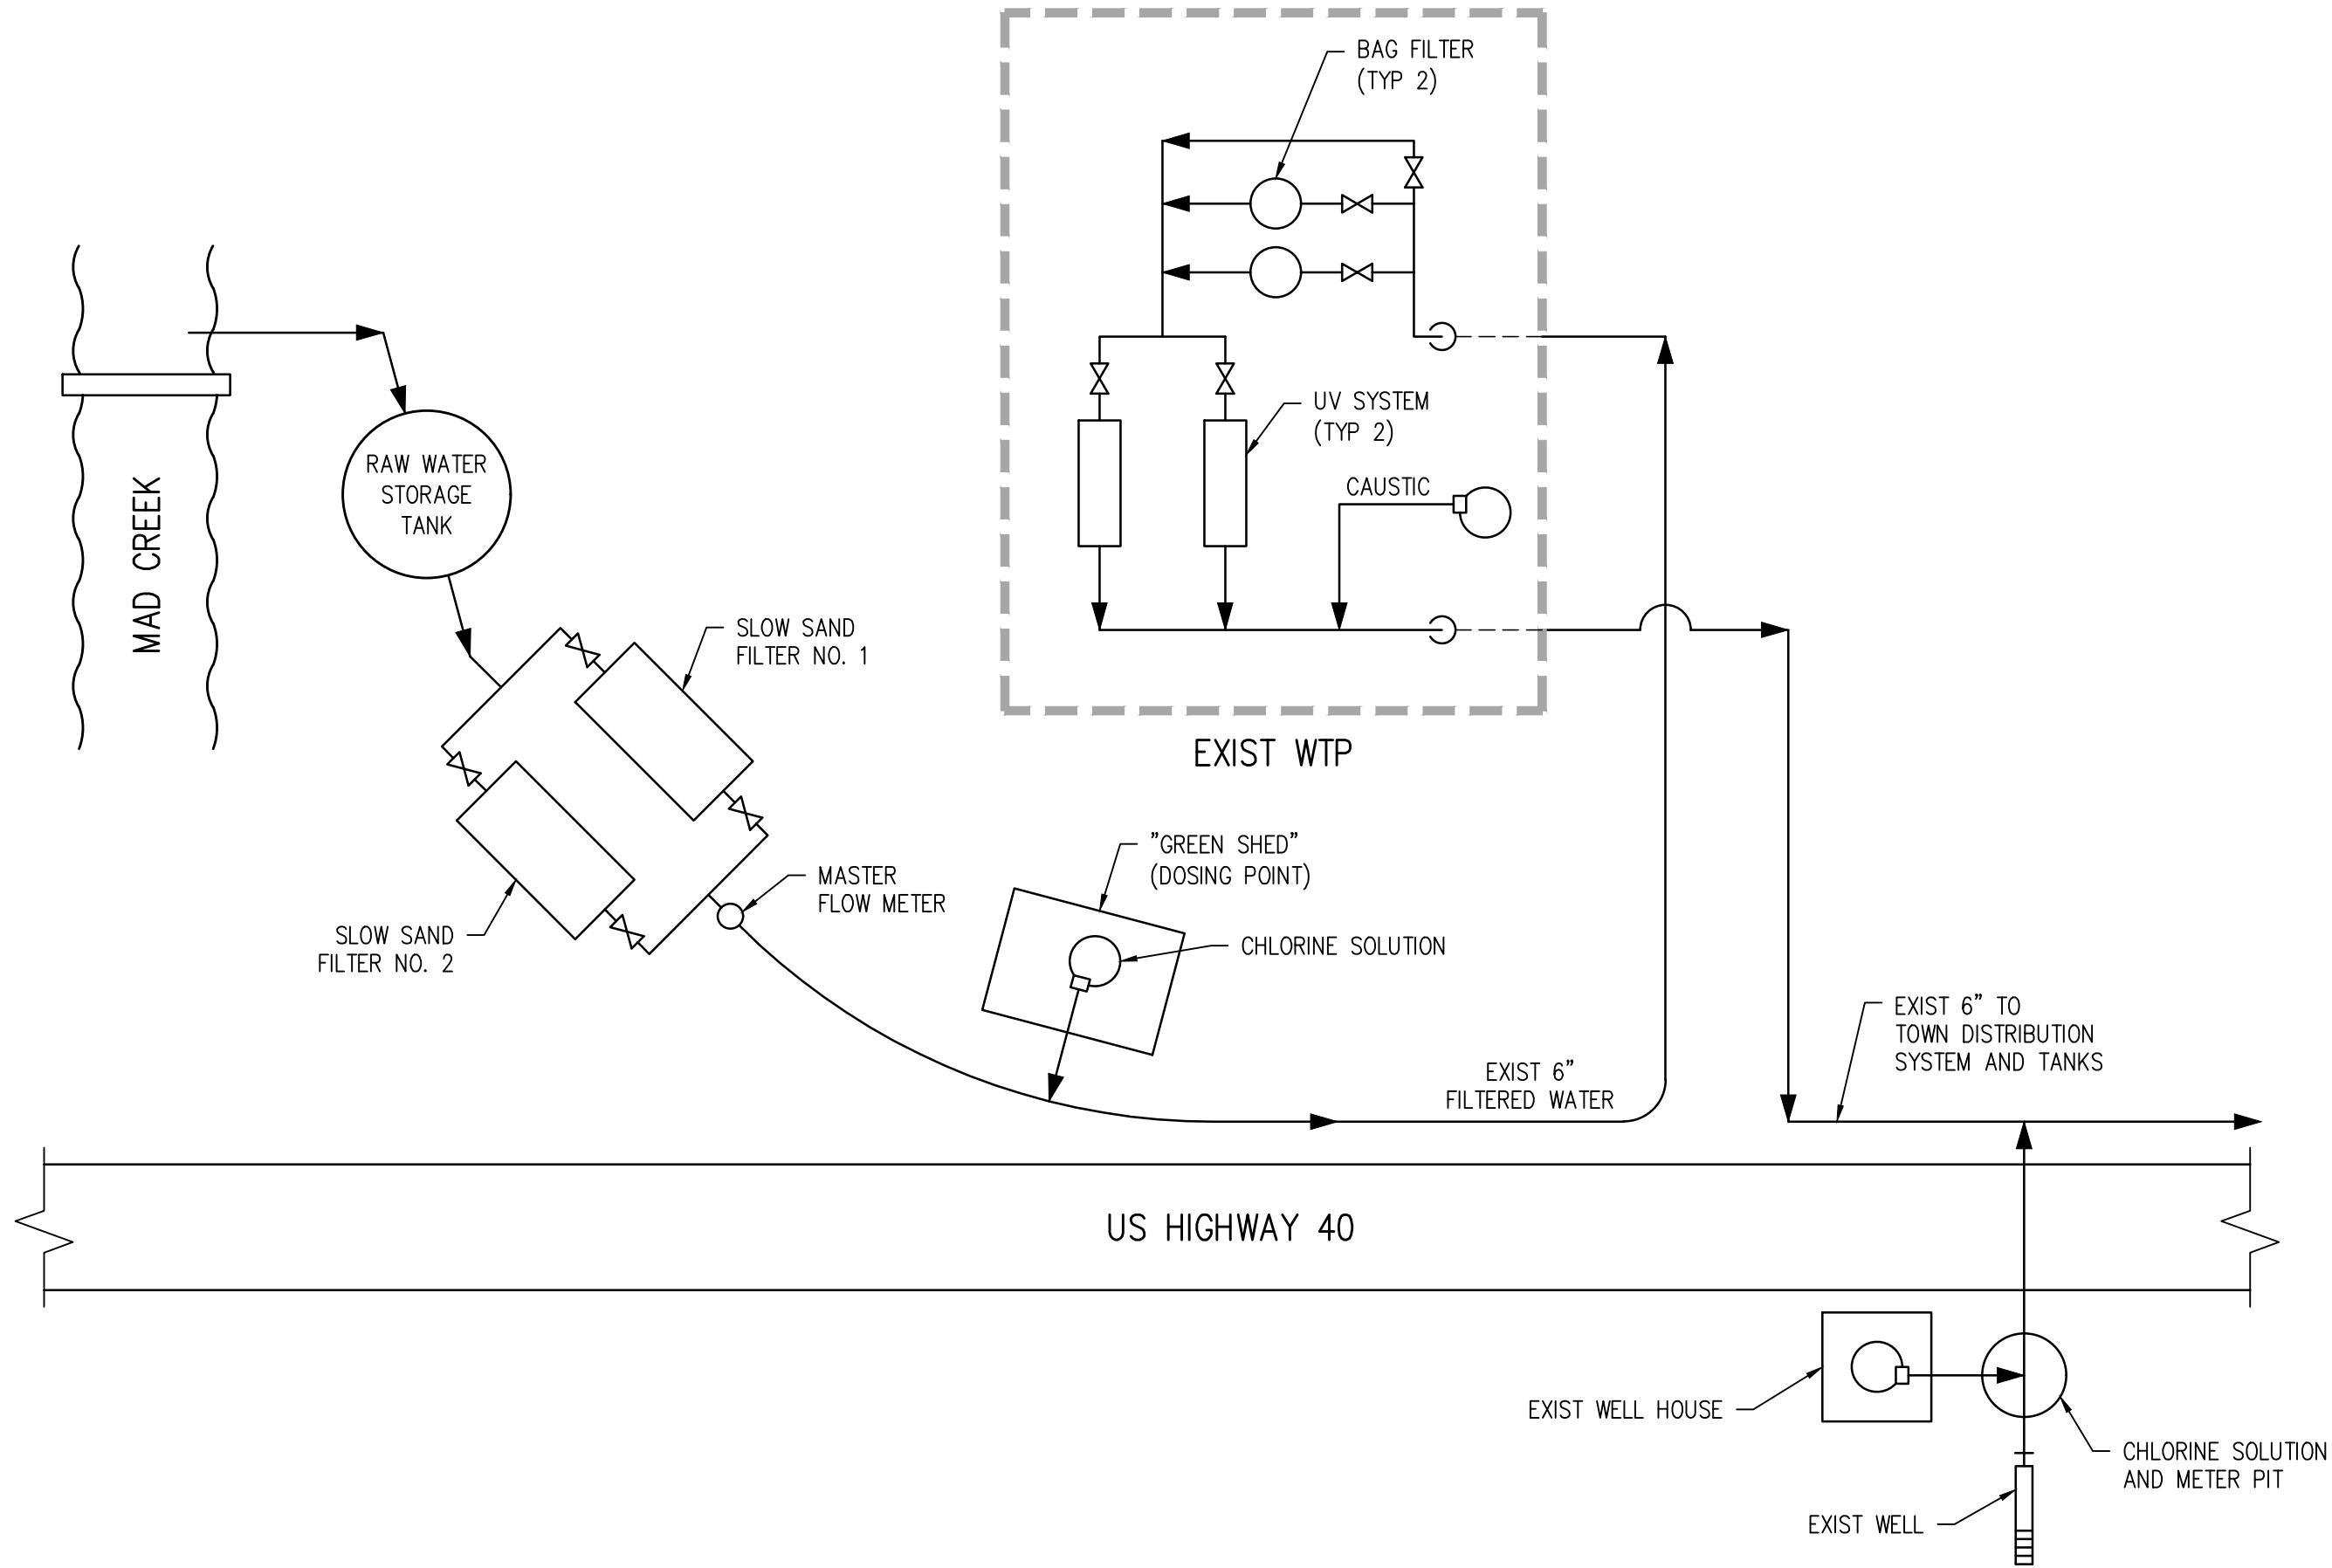 BAG FILTER
(TYP 2)
UV SYSTEM
(TYP 2)
CAUSTIC
RAW WATER
STORAGE
TANK
MAD CREEK
SLOW SAND
FILTER NO. 1
EXIST WTP
"GREEN SHED"
(DOSING POINT)
MASTER
FLOW METER
SLOW SAND
FILTER NO. 2
CHLORINE SOLUTION
EXIST 6"
FILTERED WATER
EXIST 6" TO
TOWN DISTRIBUTION
SYSTEM AND TANKS
US HIGHWAY 40
EXIST WELL HOUSE
CHLORINE SOLUTION
AND METER PIT
EXIST WELL